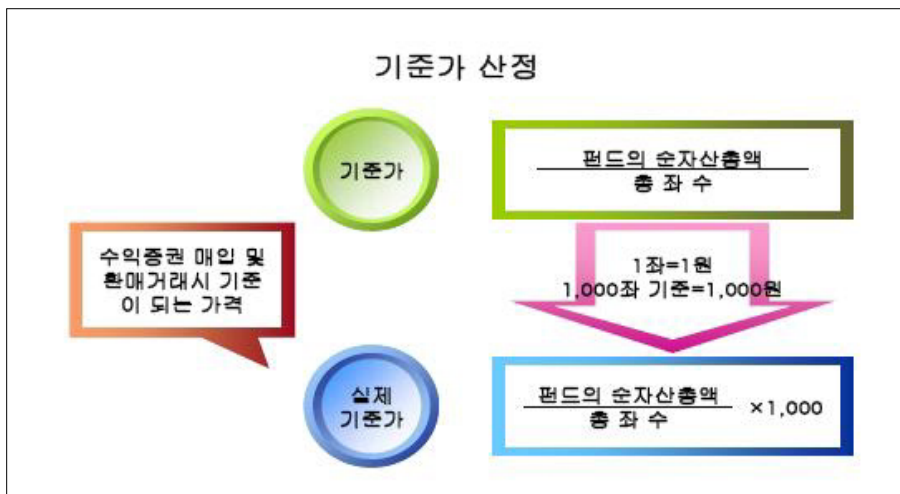 기준가 산정
기준가
펀드의 순자산총액
총 좌 수
수익증권 매입 및
환매거래시 기준
이 되는 가격
1좌=1원
1,000좌 기준=1,000원
실제
기준가
펀드의 순자산총액
총 좌 수
×1,000